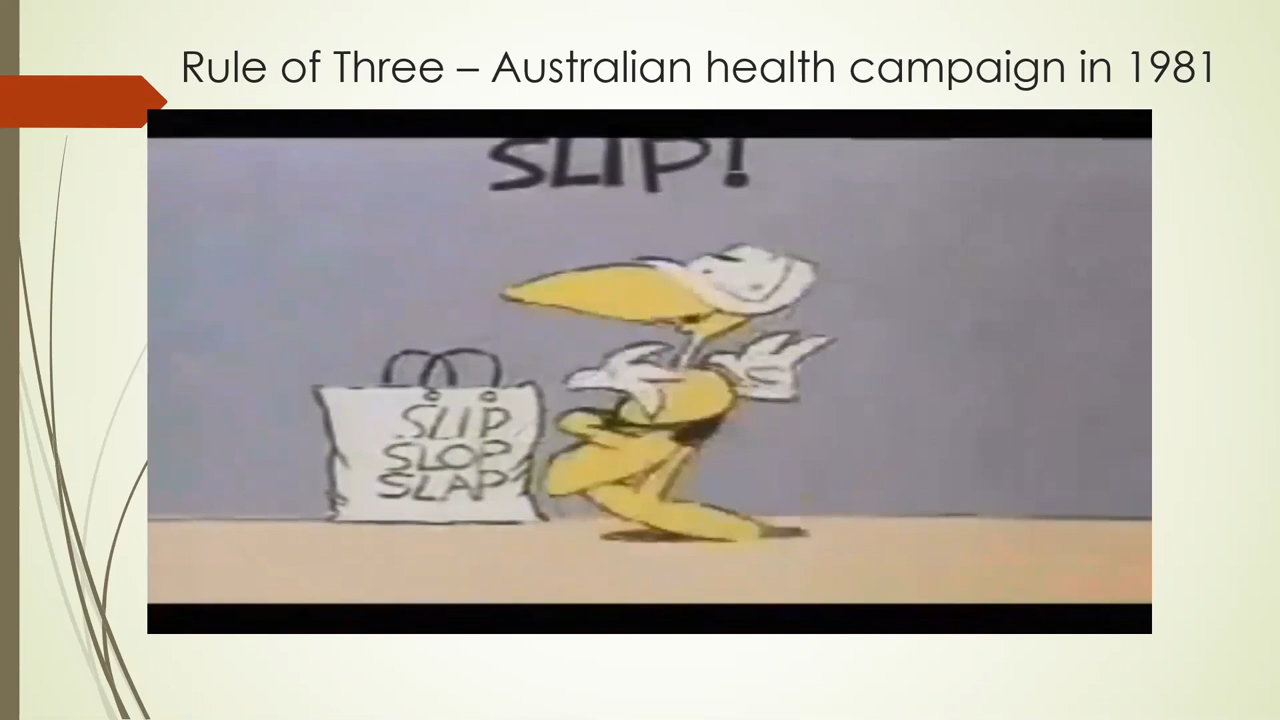 Rule of Three – Australian health campaign in 1981
SLIP!
SLIP
SLOP
SLAP!